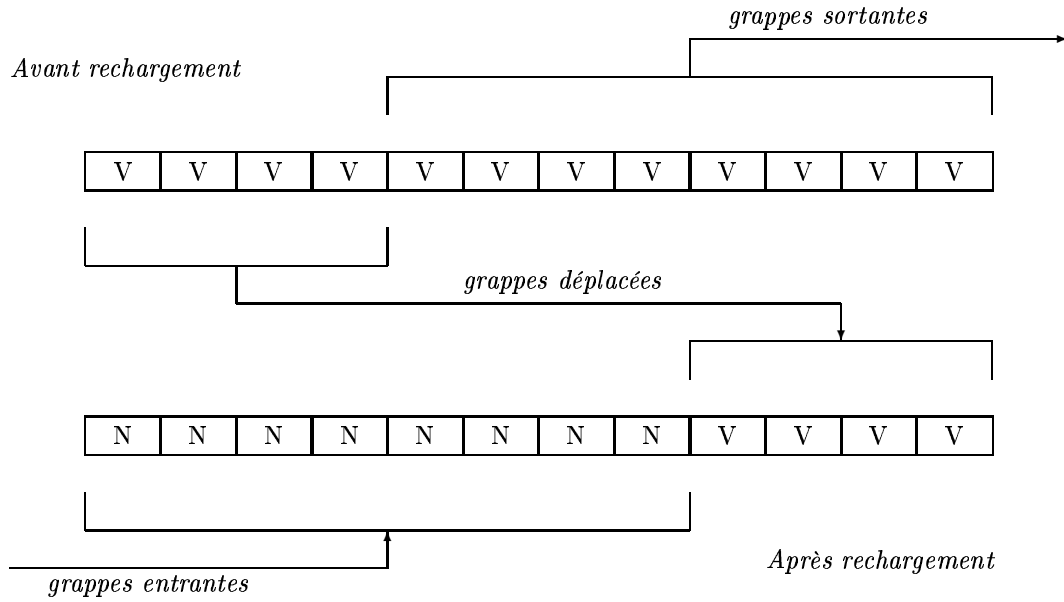 grappes sortantes
Avant rechargement
V V V V V V V V V V V V
grappes déplacées
N N N N N N N N V V V V
Après rechargement
grappes entrantes